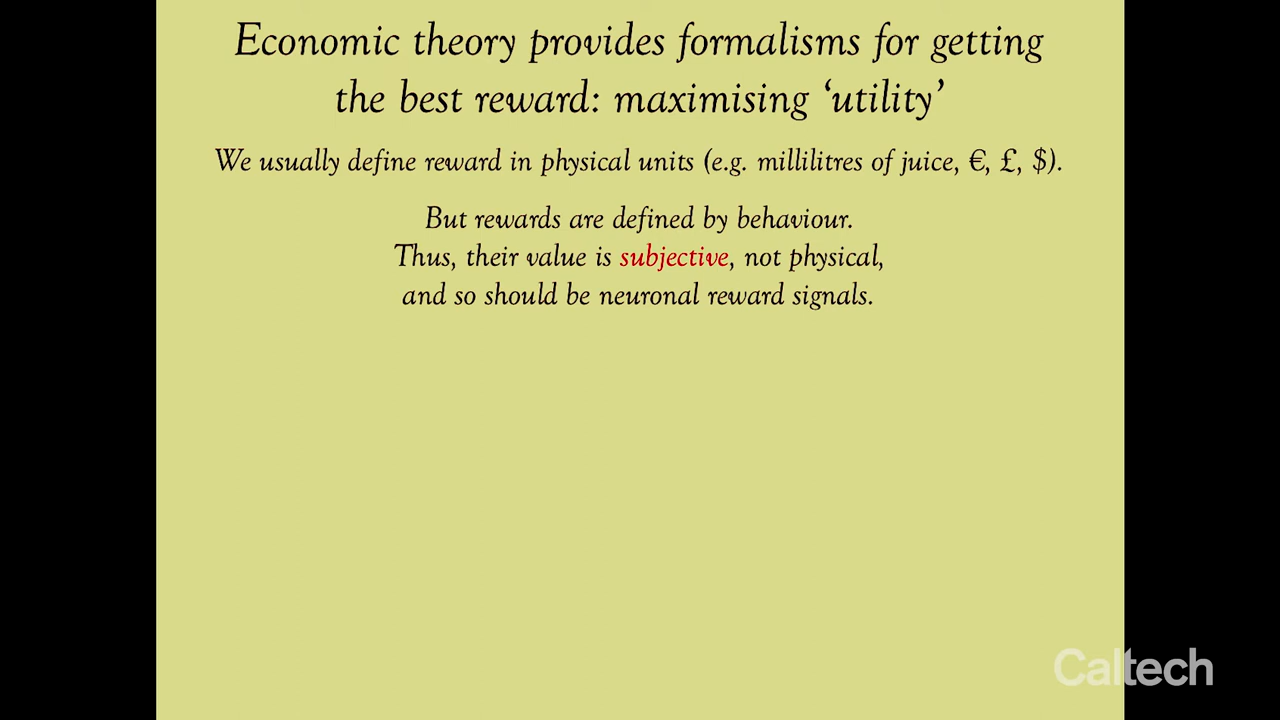 Economic theory provides formalisms for getting
the best reward: maximising ‘utility’
We usually define reward in physical units (e.g. millilitres of juice, €, £, $).
But rewards are defined by behaviour.
Thus, their value is subjective, not physical,
and so should be neuronal reward signals.
Caltech